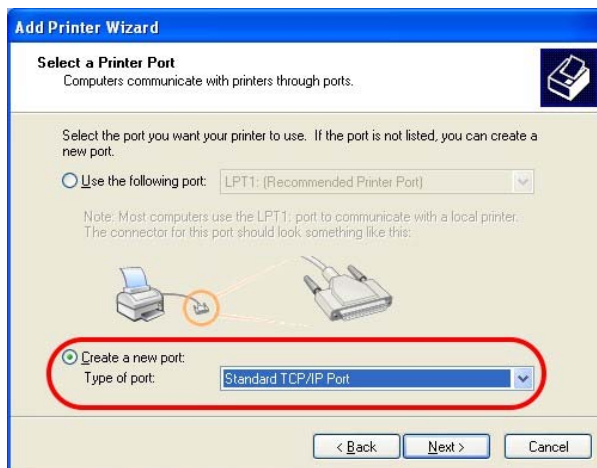 Add Printer Wizard
Select a Printer Port
Computers communicate with printers through ports.
Select the port you want your printer to use. If the port is not listed, you can create a
new port.
Use the following port: LPT1: (Recommended Printer Port)
Note: Most computers use the LPT1: port to communicate with a local printer.
The connector for this port should look something like this:
Create a new port:
Type of port: Standard TCP/IP Port
< Back Next > Cancel